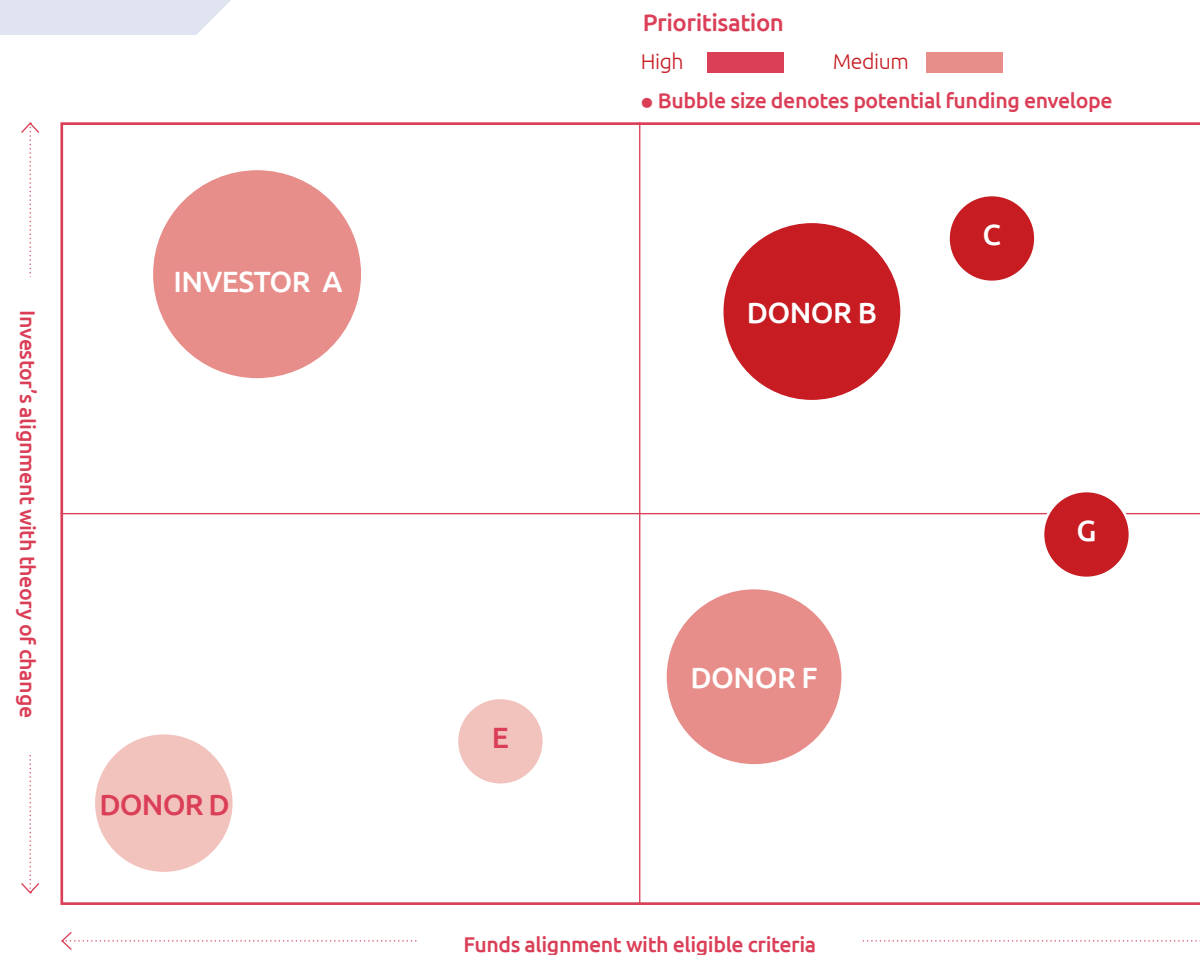 Prioritisation
High
Medium
● Bubble size denotes potential funding envelope
Investor's alignment with theory of change
INVESTOR A
C
DONOR B
G
DONOR F
E
DONOR D
Funds alignment with eligible criteria